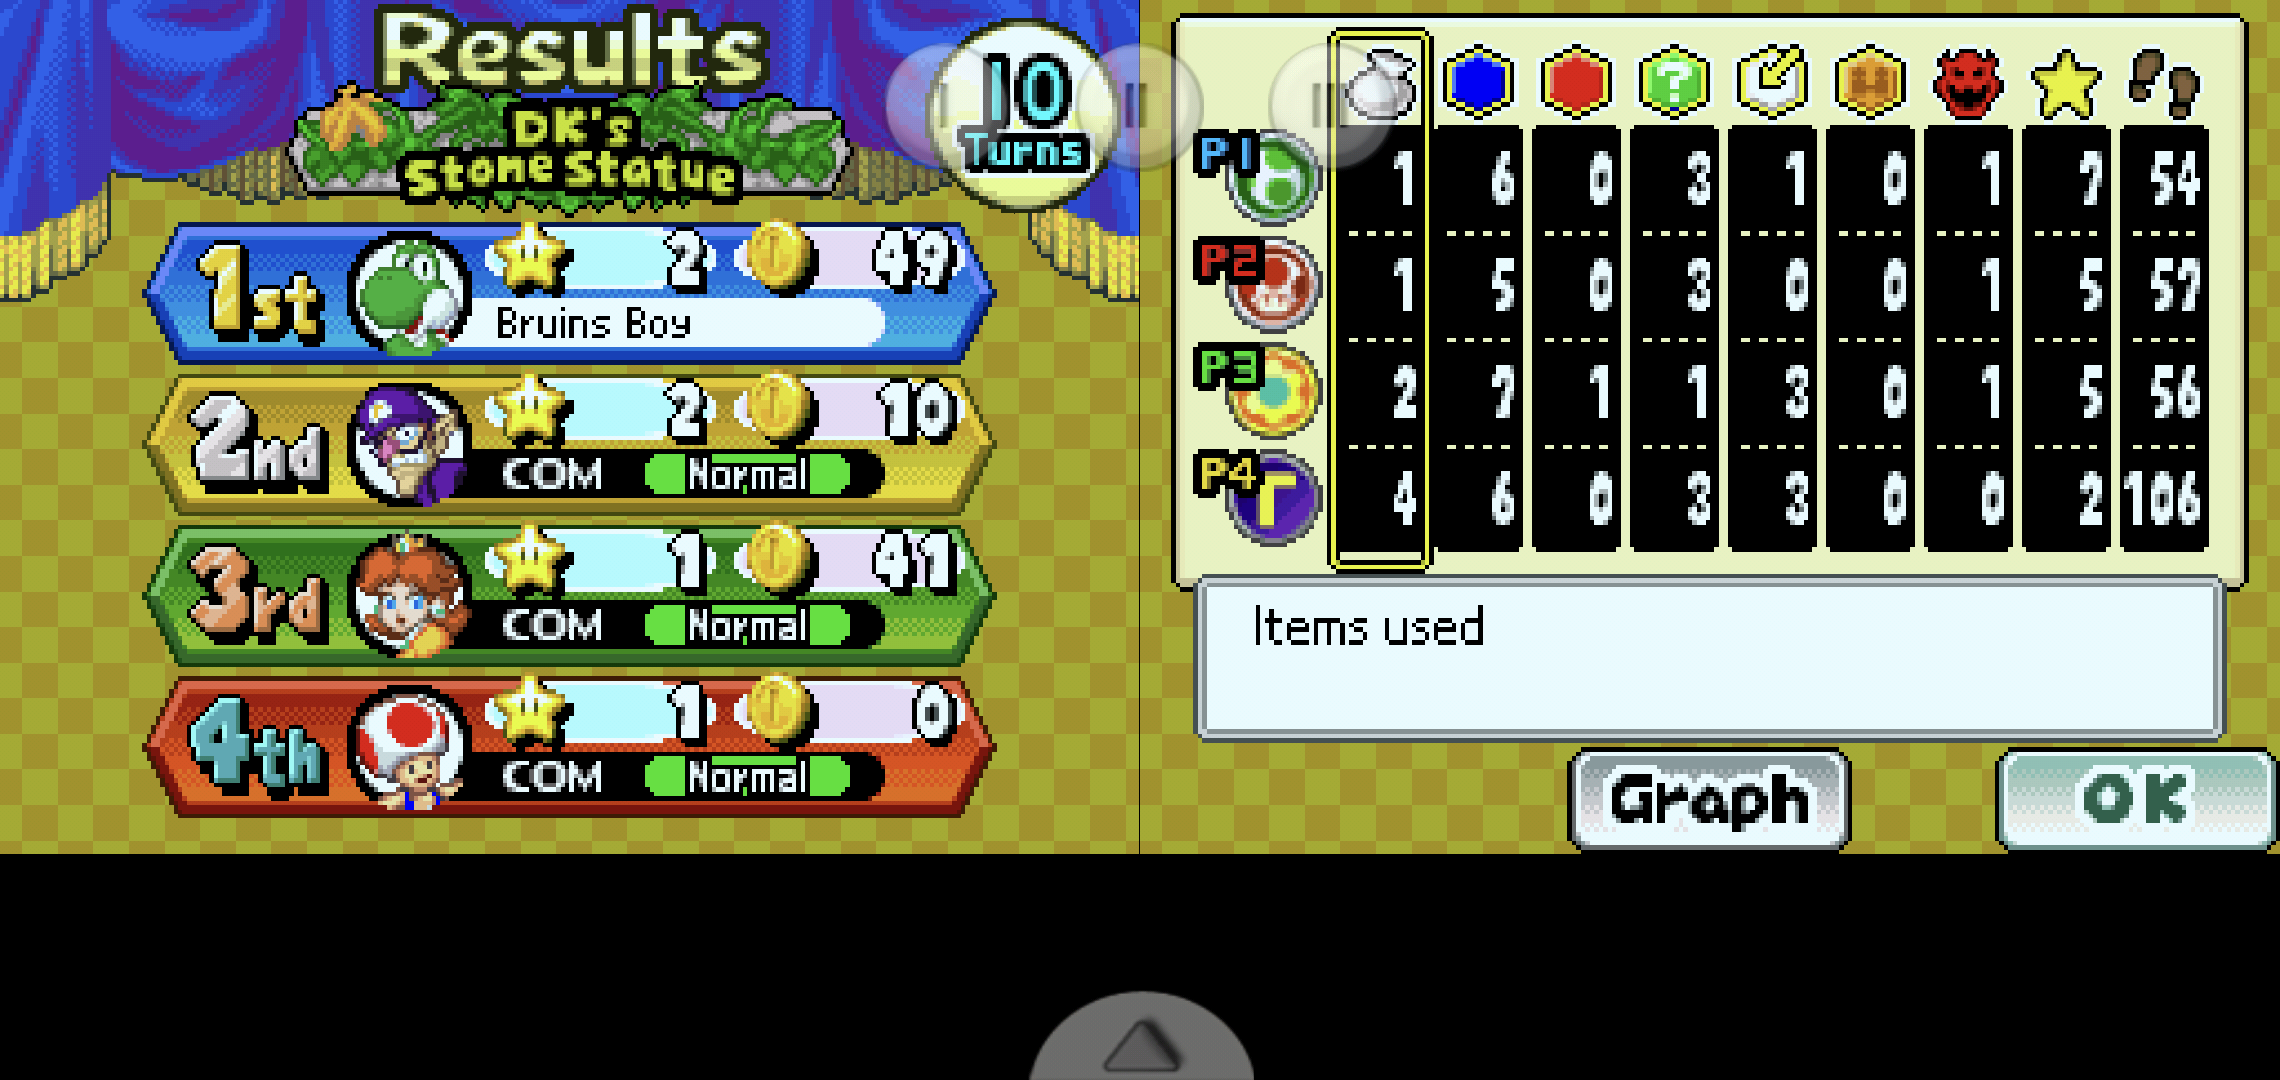 Results
DK's
Stone Statue
10
Turns
1st
2
49
Bruins Boy
2nd
2
10
COM Normal
3rd
1
41
COM Normal
4th
1
0
COM Normal
P1 1 6 0 3 1 0 1 7 54
P2 1 5 0 3 0 0 1 5 57
P3 2 7 1 1 3 0 1 5 56
P4 4 6 0 3 3 0 0 2 106
Items used
Graph
OK